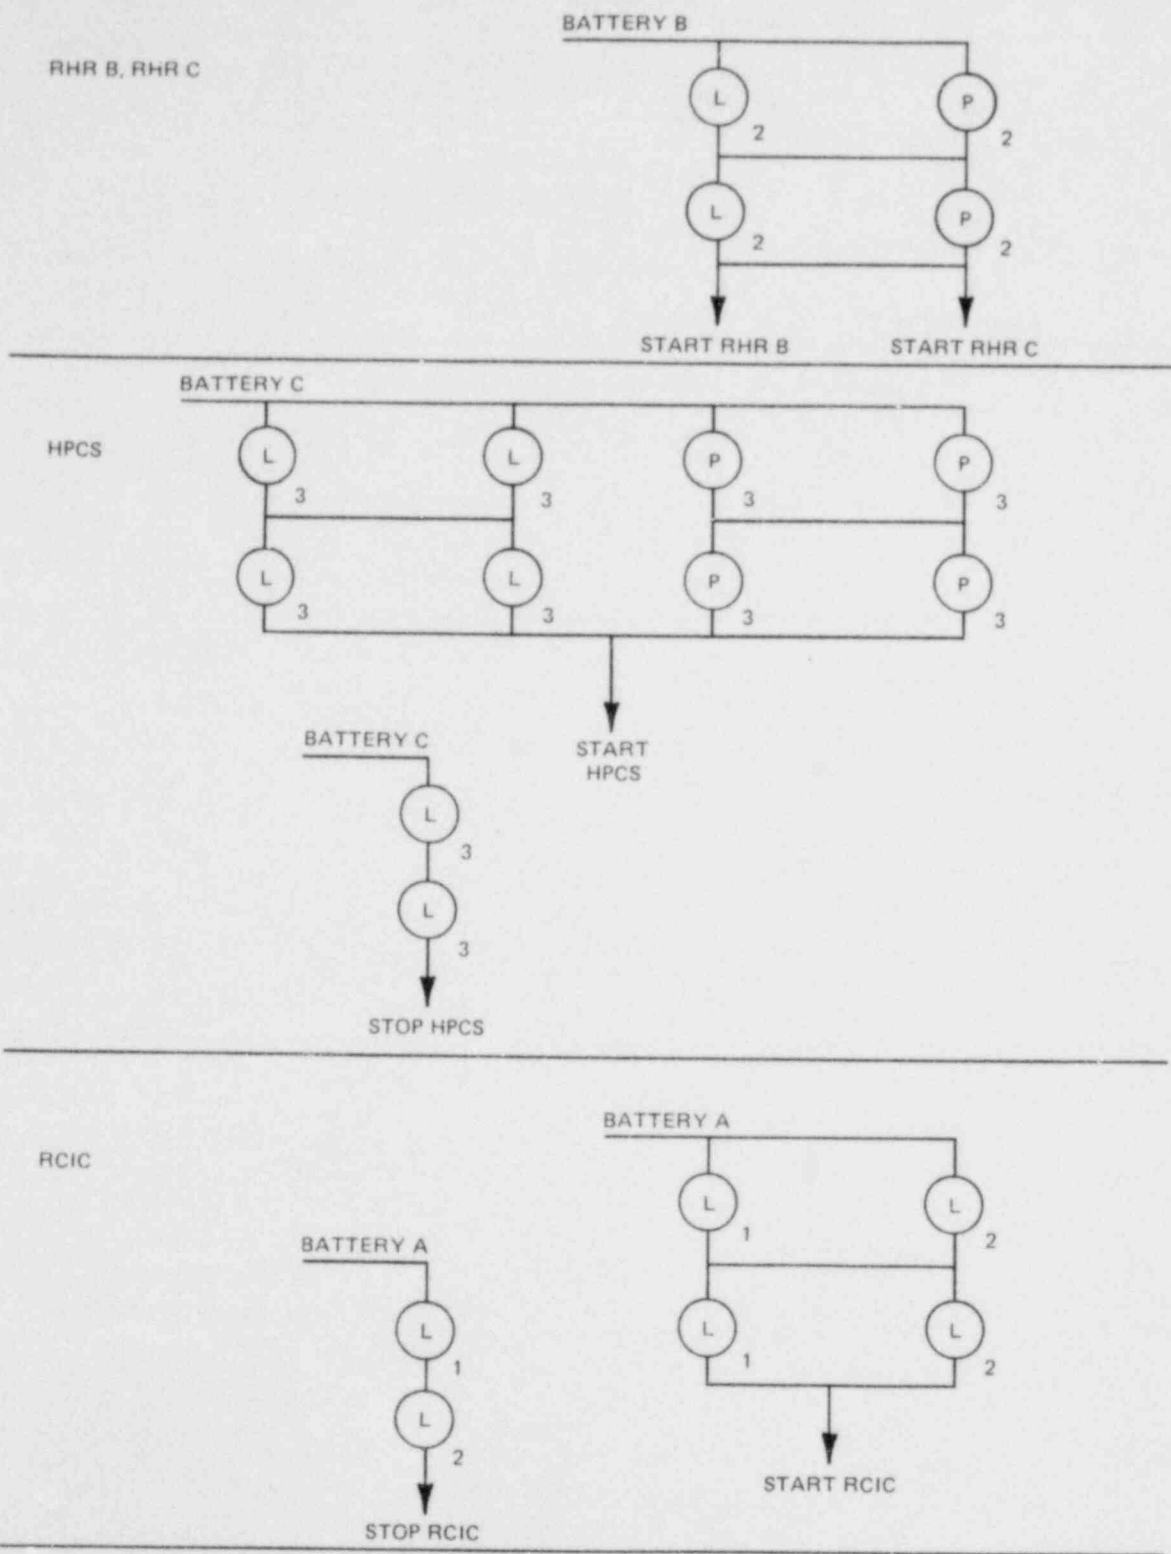 BATTERY B
RHR B, RHR C
L P
2 2
L P
2 2
START RHR B START RHR C
BATTERY C
HPCS
L L P P
3 3 3 3
L L P P
3 3 3 3
START
HPCS
BATTERY C
L
3
L
3
STOP HPCS
RCIC
BATTERY A
L L
1 2
L L
1 2
START RCIC
BATTERY A
L
1
L
2
STOP RCIC